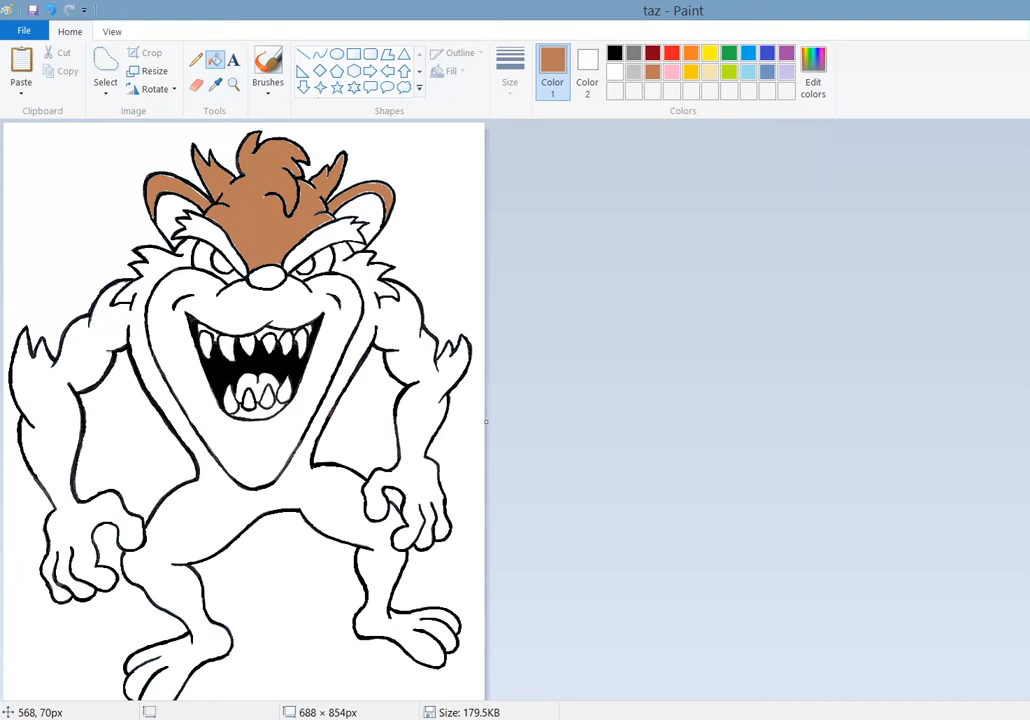 taz - Paint
File
Home
View
Paste
Cut
Copy
Clipboard
Select
Crop
Resize
Rotate
Image
A
Tools
Brushes
Outline
Fill
Shapes
Size
Color
1
Color
2
Edit
colors
Colors
568, 70px
688 × 854px
Size: 179.5KB